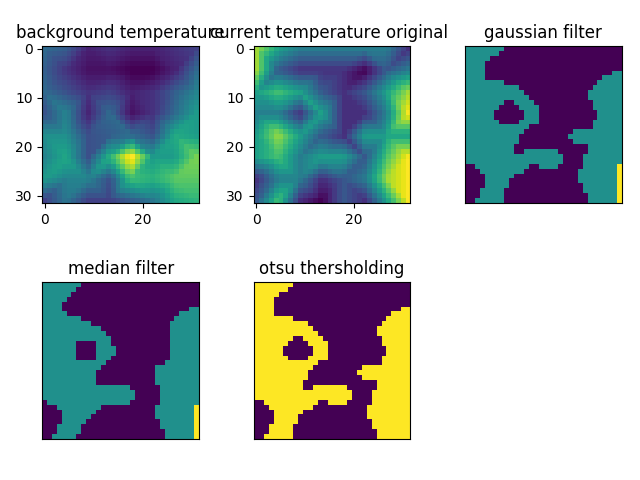 background temperature
current temperature original
gaussian filter
0
10
20
30
0
20
0
10
20
30
0
20
median filter
otsu thersholding